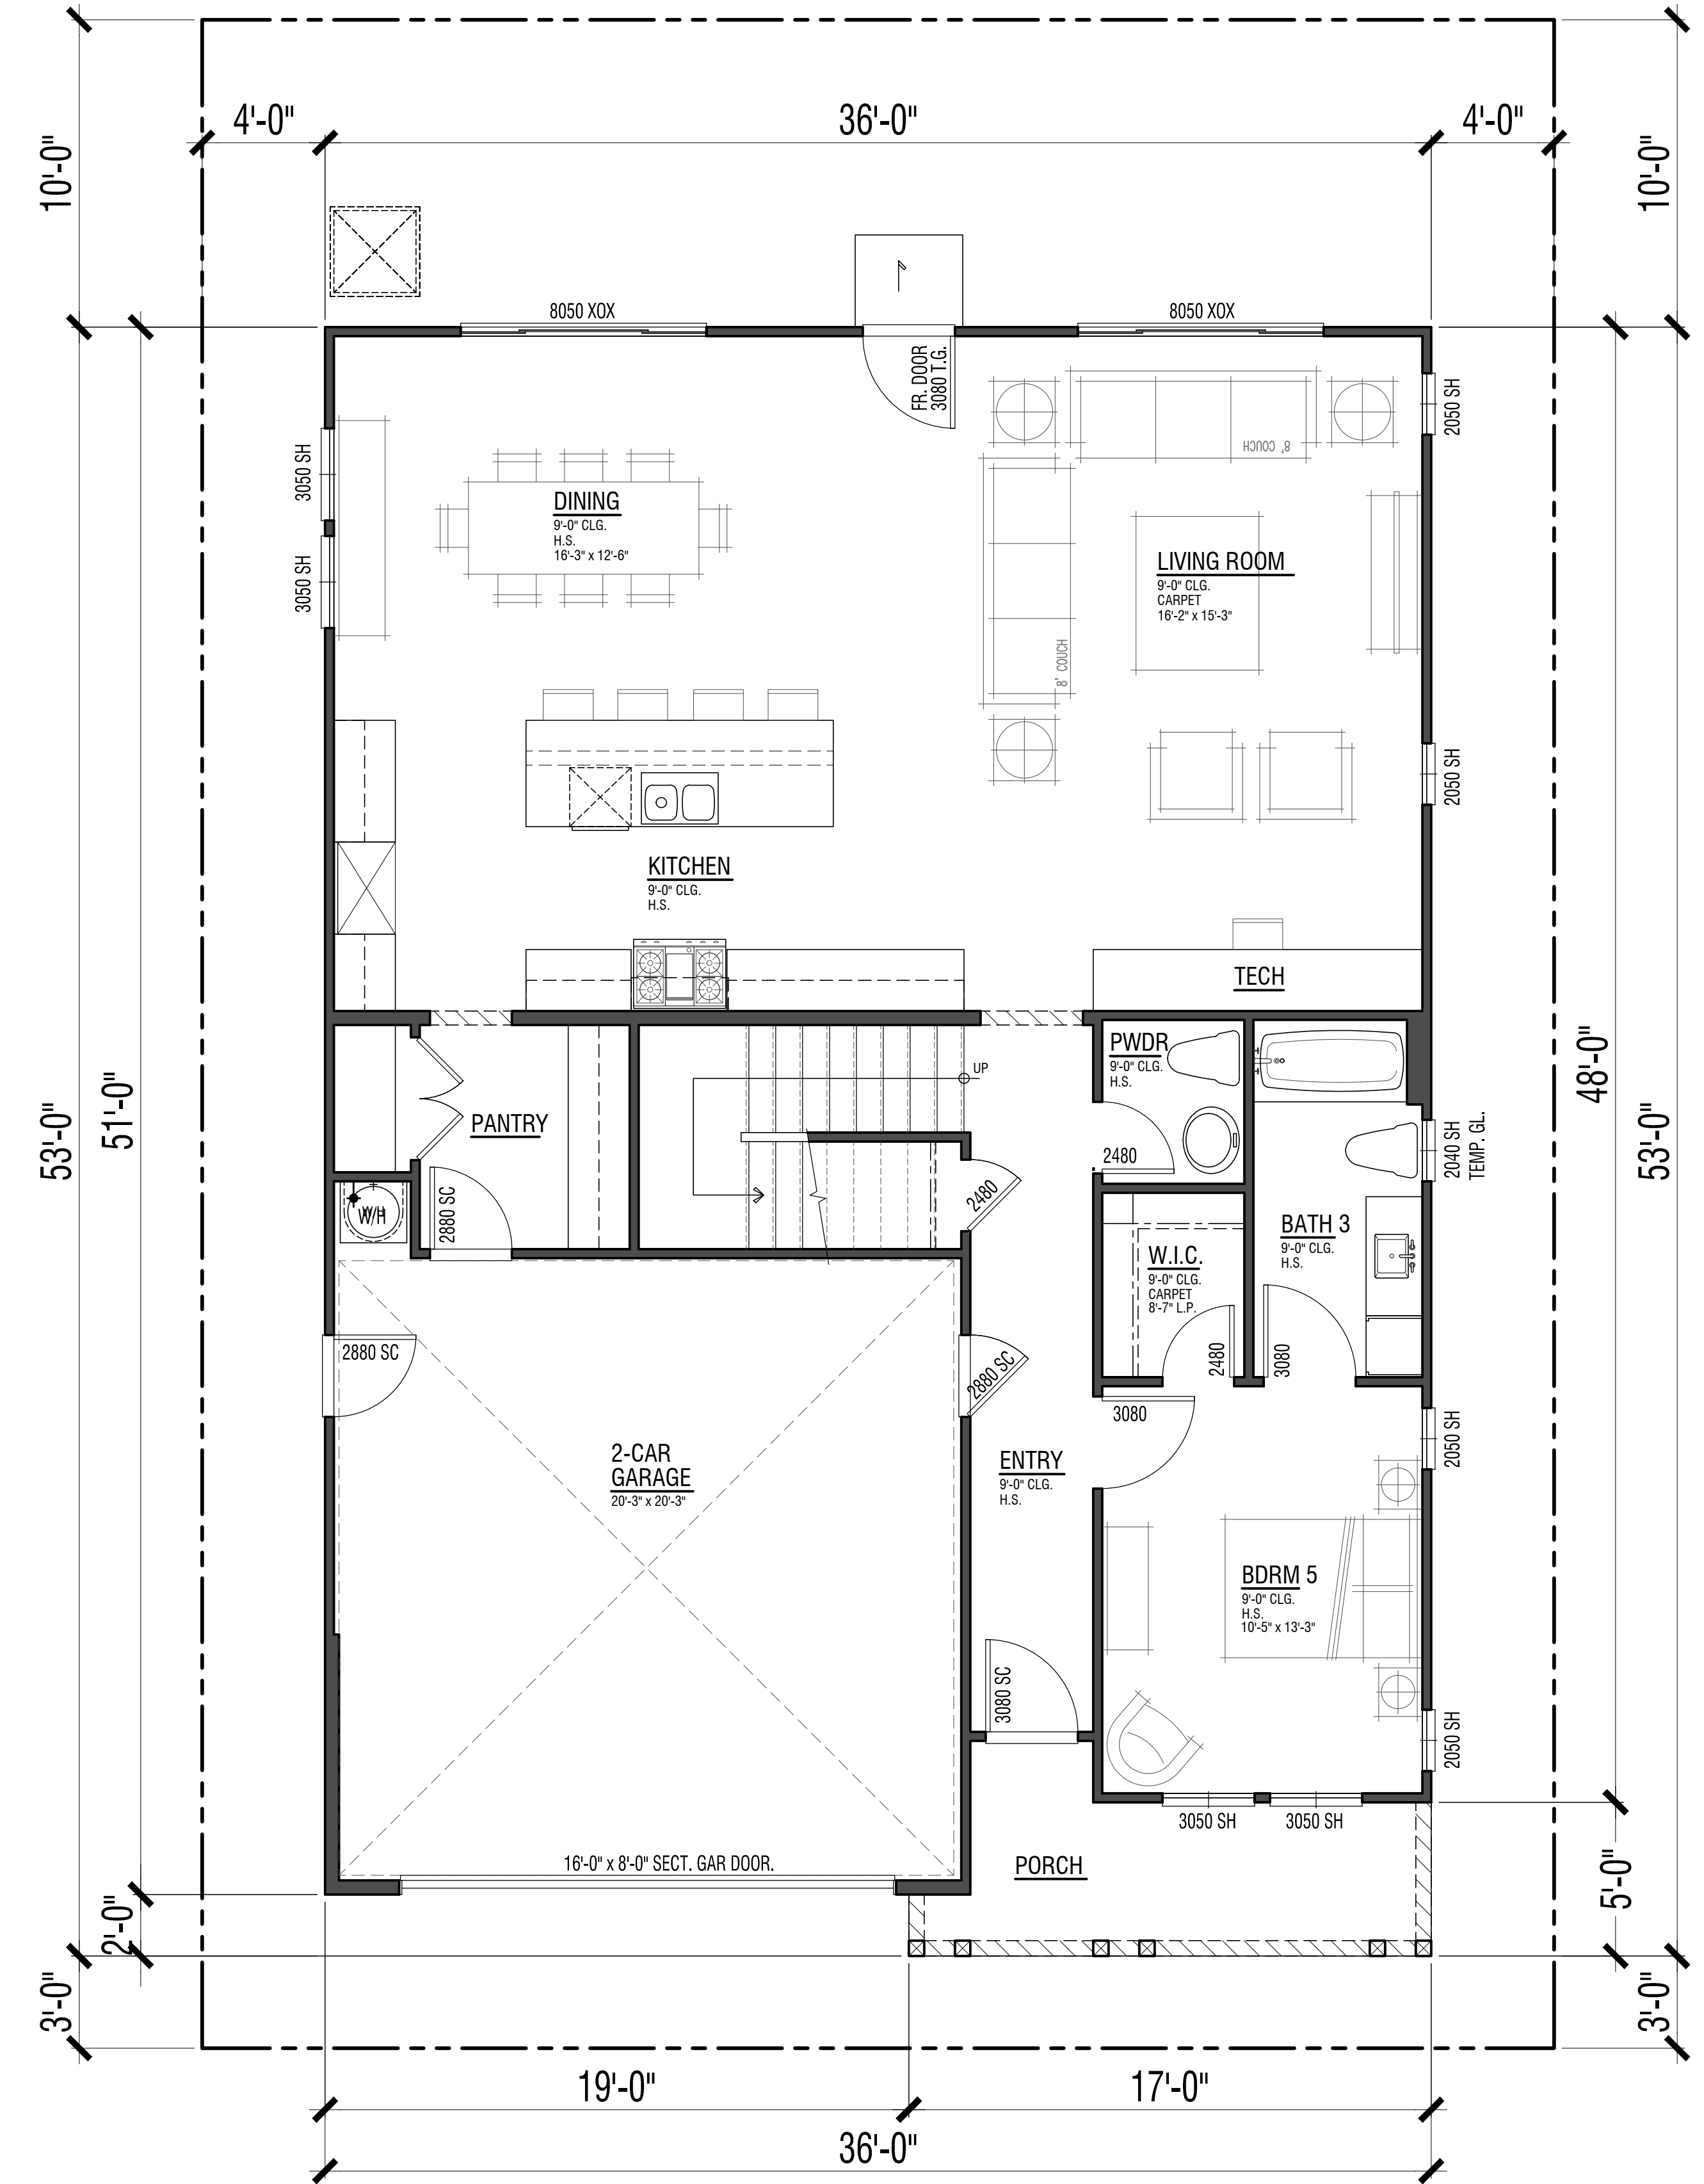 4'-0"
36'-0"
4'-0"
10'-0"
10'-0"
8050 XOX
8050 XOX
FR. DOOR
3080 T.G.
2050 SH
8' COUCH
3050 SH
DINING
9'-0" CLG.
H.S.
16'-3" x 12'-6"
3050 SH
LIVING ROOM
9'-0" CLG.
CARPET
16'-2" x 15'-3"
8' COUCH
2050 SH
KITCHEN
9'-0" CLG.
H.S.
TECH
UP
PWDR
9'-0" CLG.
H.S.
48'-0"
53'-0"
51'-0"
53'-0"
PANTRY
2480
2040 SH
TEMP. GL.
W/H
2880 SC
2480
BATH 3
9'-0" CLG.
H.S.
W.I.C.
9'-0" CLG.
CARPET
8'-7" L.P.
2880 SC
2880 SC
2480
3080
3080
2050 SH
2-CAR
GARAGE
20'-3" x 20'-3"
ENTRY
9'-0" CLG.
H.S.
BDRM 5
9'-0" CLG.
H.S.
10'-5" x 13'-3"
3080 SC
2050 SH
3050 SH
3050 SH
16'-0" x 8'-0" SECT. GAR DOOR.
PORCH
5'-0"
2'-0"
3'-0"
3'-0"
19'-0"
17'-0"
36'-0"